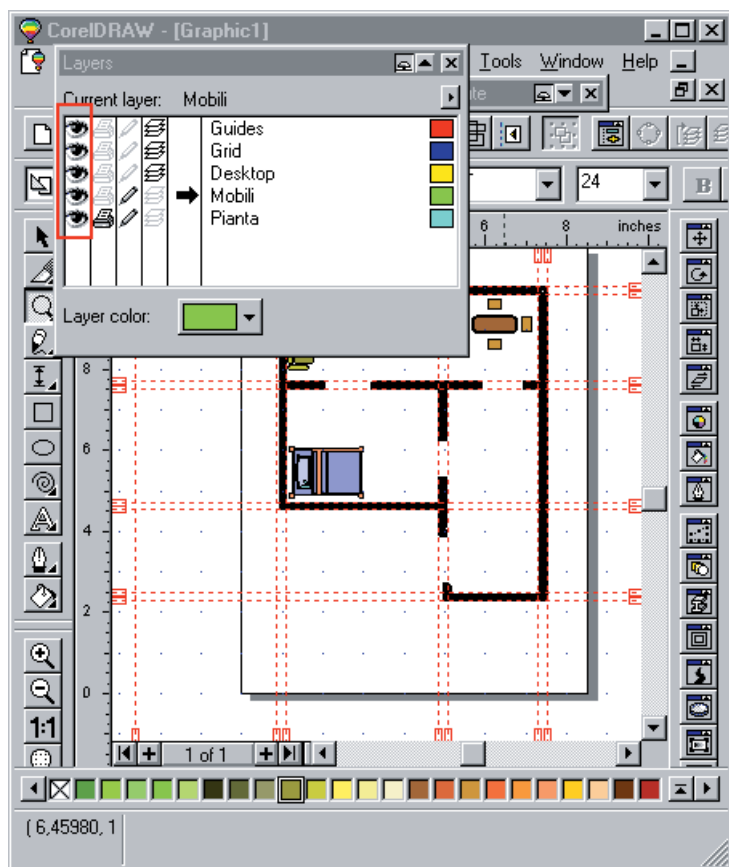 CorelDRAW - [Graphic1]
Layers
Tools Window Help
Current layer: Mobili
Guides
Grid
Desktop
Mobili
Pianta
24
B
6 8 inches
Layer color:
8
6
4
2
0
1:1
1 of 1
( 6,45980, 1